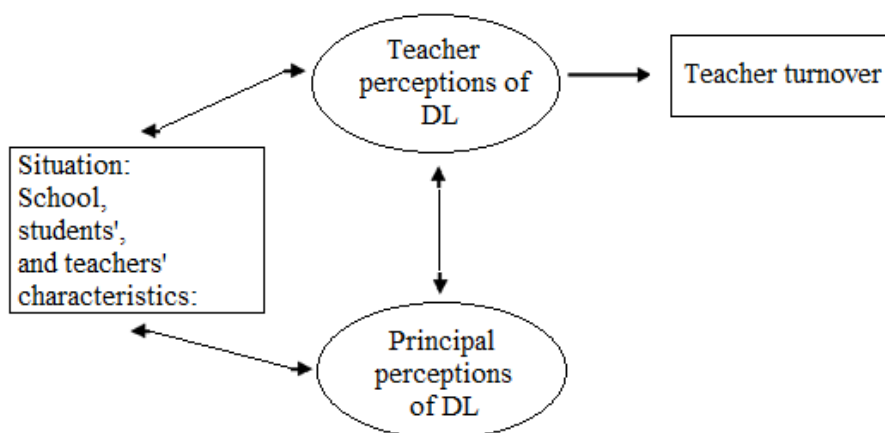 Teacher
perceptions of
DL
Teacher turnover
Situation:
School,
students',
and teachers'
characteristics:
Principal
perceptions
of DL